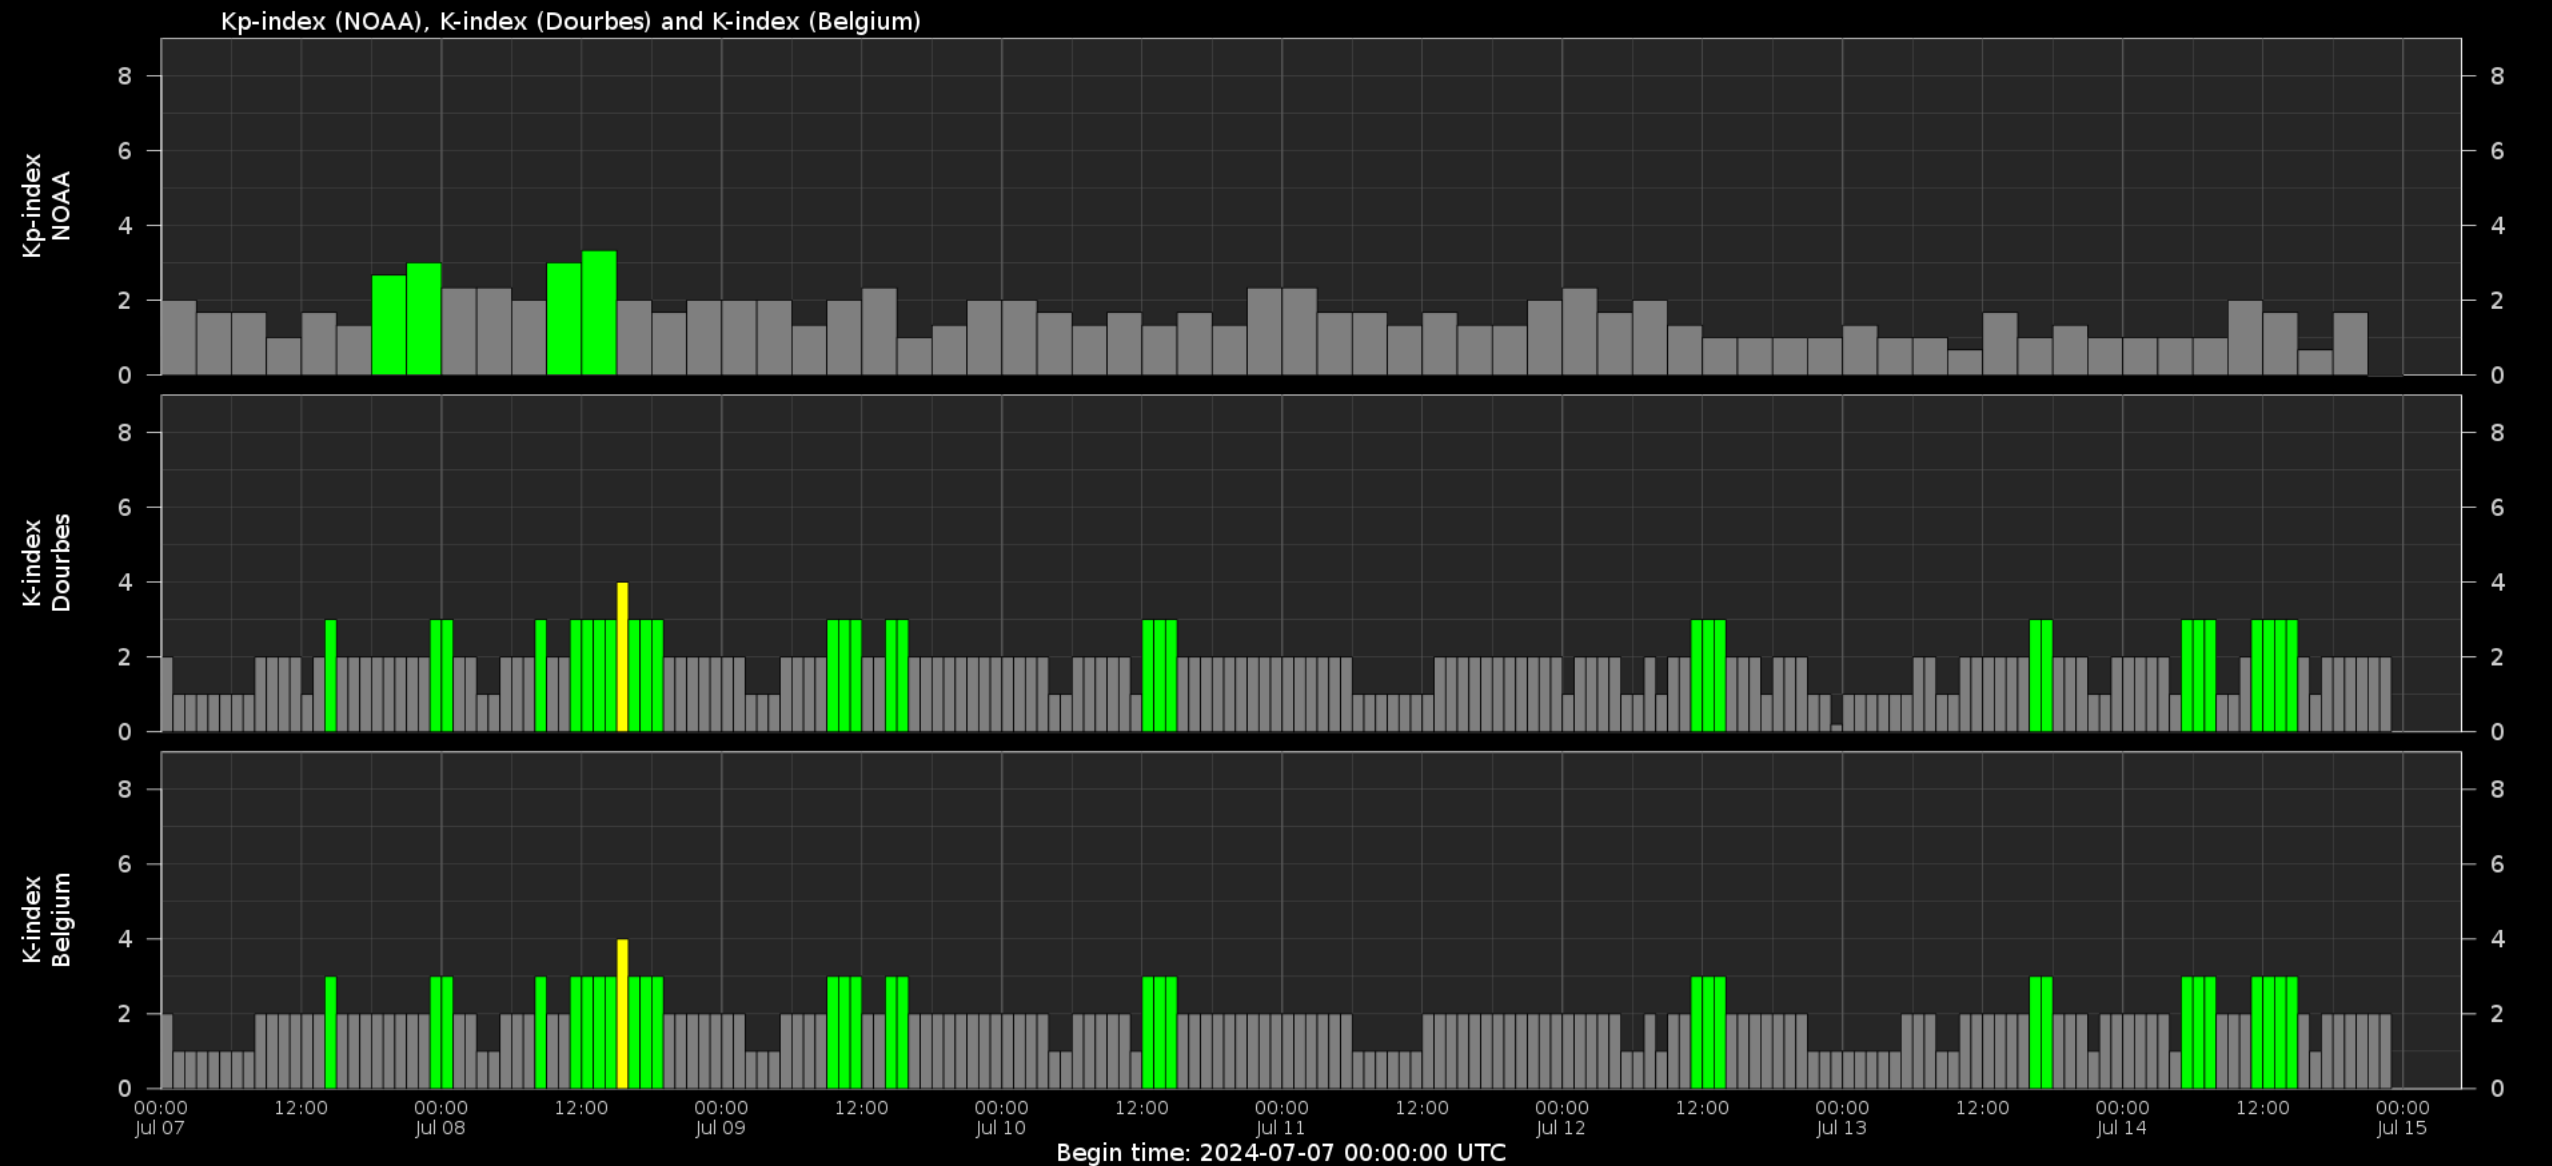 Kp-index (NOAA), K-index (Dourbes) and K-index (Belgium)
Kp-index
NOAA
8 8
6 6
4 4
2 2
0 0
K-index
Dourbes
8 8
6 6
4 4
2 2
0 0
K-index
Belgium
8 8
6 6
4 4
2 2
0 0
00:00 12:00 00:00 12:00 00:00 12:00 00:00 12:00 00:00 12:00 00:00 12:00 00:00 12:00 00:00 12:00 00:00
Jul 07 Jul 08 Jul 09 Jul 10 Jul 11 Jul 12 Jul 13 Jul 14 Jul 15
Begin time: 2024-07-07 00:00:00 UTC